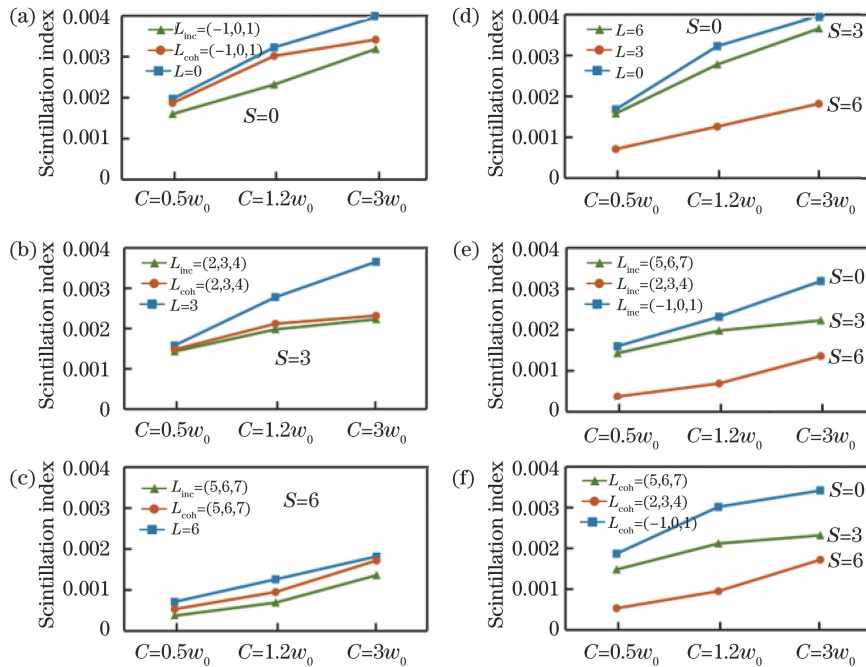 (a)
Scintillation index
0.004
0.003
0.002
0.001
0
L_inc=(-1,0,1)
L_coh=(-1,0,1)
L=0
S=0
C=0.5w_0
C=1.2w_0
C=3w_0
(d)
Scintillation index
0.004
0.003
0.002
0.001
0
L=6
L=3
L=0
S=0
S=3
S=6
C=0.5w_0
C=1.2w_0
C=3w_0
(b)
Scintillation index
0.004
0.003
0.002
0.001
0
L_inc=(2,3,4)
L_coh=(2,3,4)
L=3
S=3
C=0.5w_0
C=1.2w_0
C=3w_0
(e)
Scintillation index
0.004
0.003
0.002
0.001
0
L_inc=(5,6,7)
L_inc=(2,3,4)
L_inc=(-1,0,1)
S=0
S=3
S=6
C=0.5w_0
C=1.2w_0
C=3w_0
(c)
Scintillation index
0.004
0.003
0.002
0.001
0
L_inc=(5,6,7)
L_coh=(5,6,7)
L=6
S=6
C=0.5w_0
C=1.2w_0
C=3w_0
(f)
Scintillation index
0.004
0.003
0.002
0.001
0
L_coh=(5,6,7)
L_coh=(2,3,4)
L_coh=(-1,0,1)
S=0
S=3
S=6
C=0.5w_0
C=1.2w_0
C=3w_0